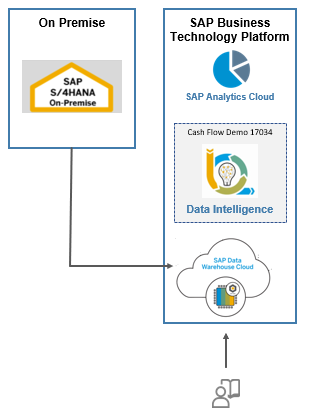 On Premise
SAP
S/4HANA
On-Premise
SAP Business
Technology Platform
SAP Analytics Cloud
Cash Flow Demo 17034
Data Intelligence
SAP Data
Warehouse Cloud